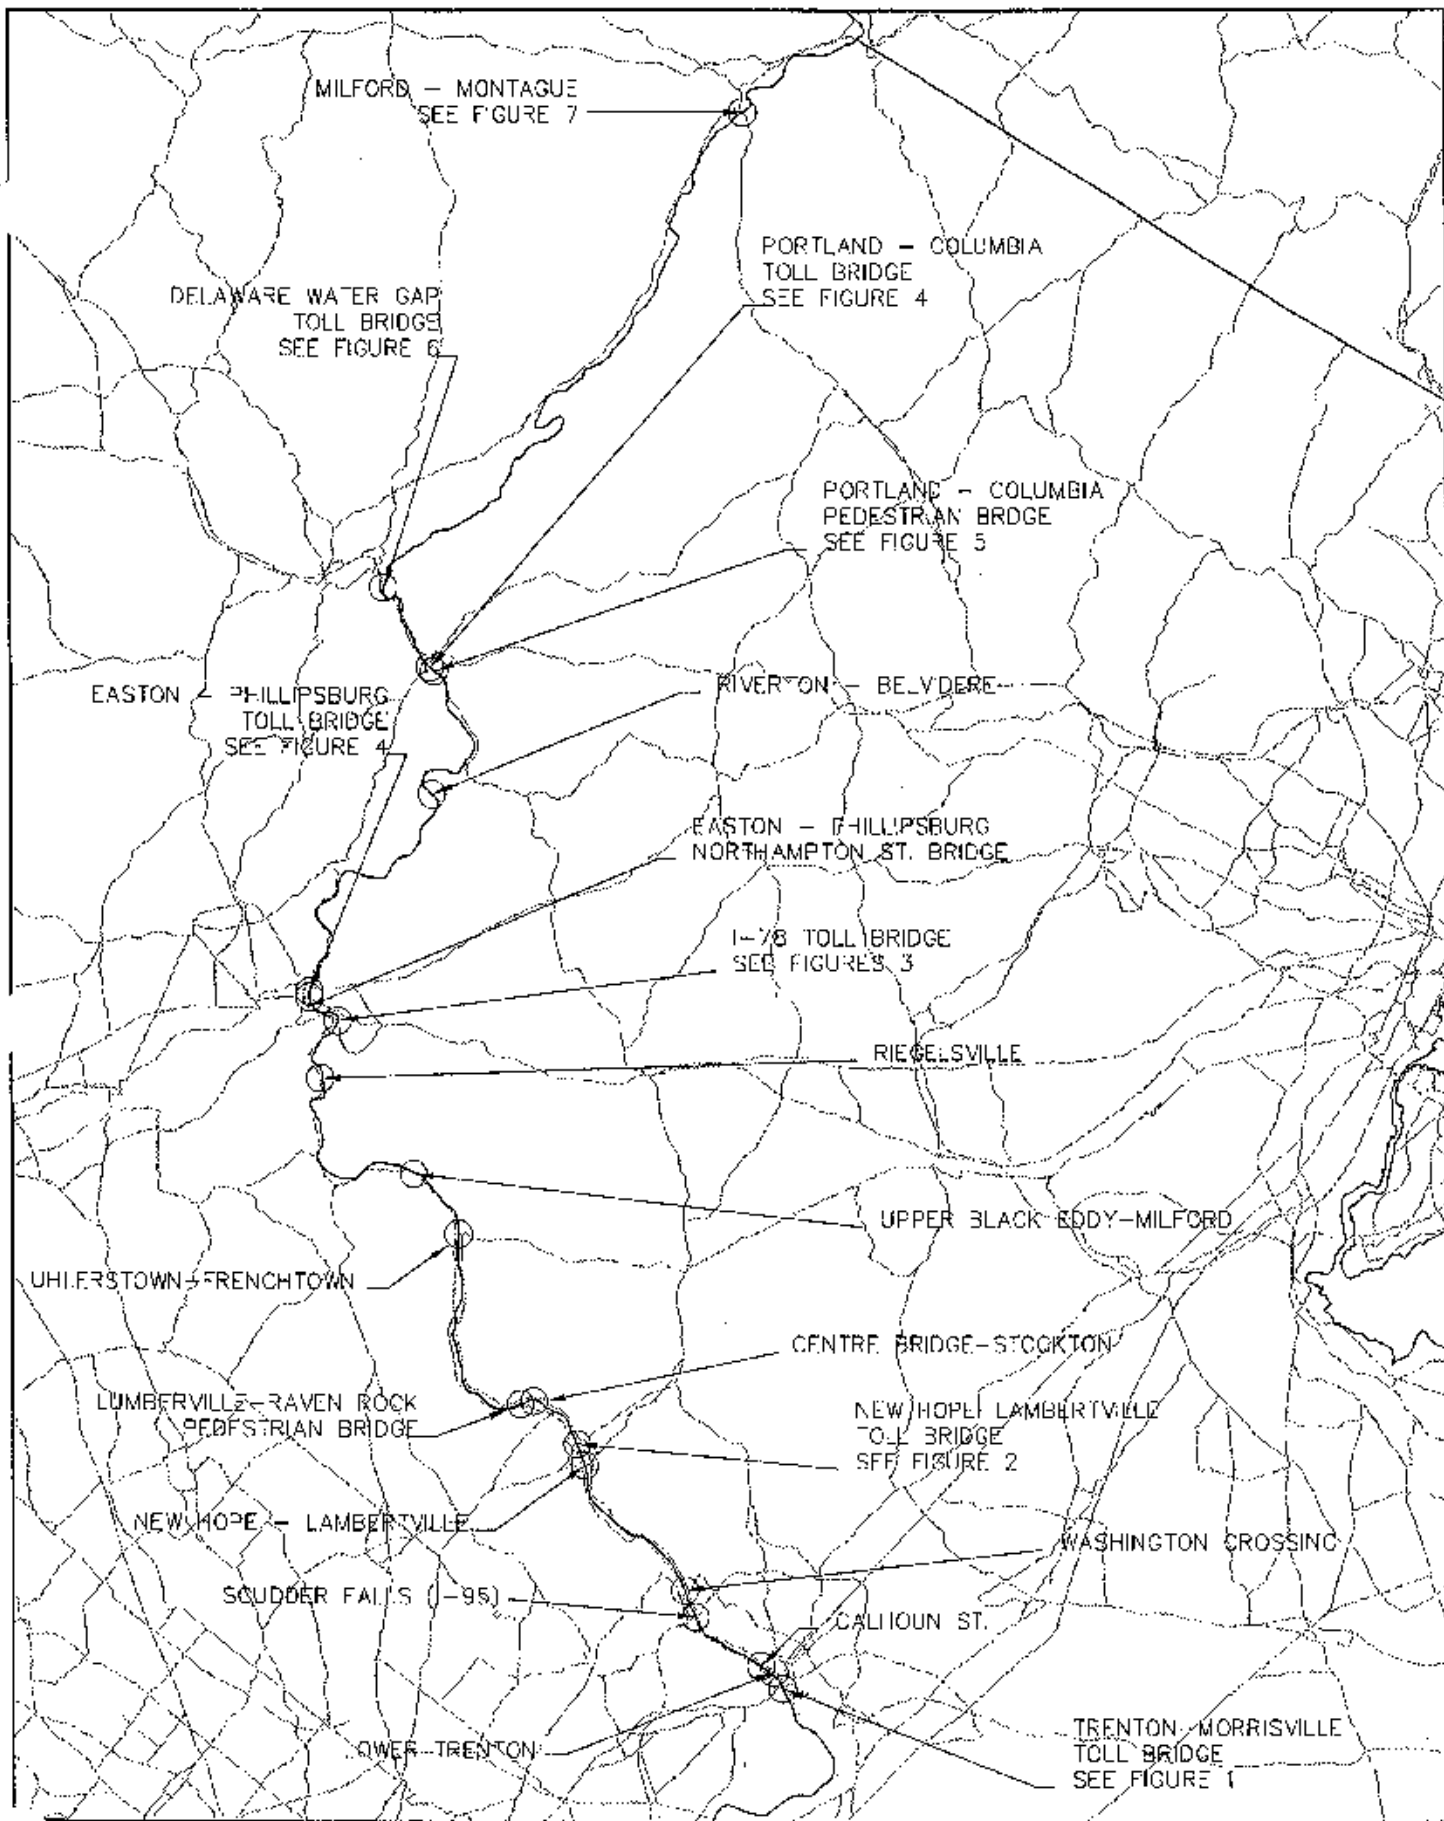 MILFORD – MONTAGUE
SEE FIGURE 7
PORTLAND – COLUMBIA
TOLL BRIDGE
SEE FIGURE 4
DELAWARE WATER GAP
TOLL BRIDGE
SEE FIGURE 6
PORTLAND – COLUMBIA
PEDESTRIAN BRDGE
SEE FIGURE 5
EASTON – PHILLIPSBURG
TOLL BRIDGE
SEE FIGURE 4
RIVERTON – BELVIDERE
EASTON – PHILLIPSBURG
NORTHAMPTON ST. BRIDGE
I–78 TOLL BRIDGE
SEE FIGURES 3
RIEGELSVILLE
UPPER BLACK EDDY–MILFORD
UHLERSTOWN–FRENCHTOWN
CENTRE BRIDGE–STOCKTON
LUMBERVILLE–RAVEN ROCK
PEDESTRIAN BRIDGE
NEW HOPE LAMBERTVILLE
TOLL BRIDGE
SEE FIGURE 2
NEW HOPE – LAMBERTVILLE
WASHINGTON CROSSING
SCUDDER FALLS (I–95)
CALHOUN ST.
LOWER TRENTON
TRENTON MORRISVILLE
TOLL BRIDGE
SEE FIGURE 1